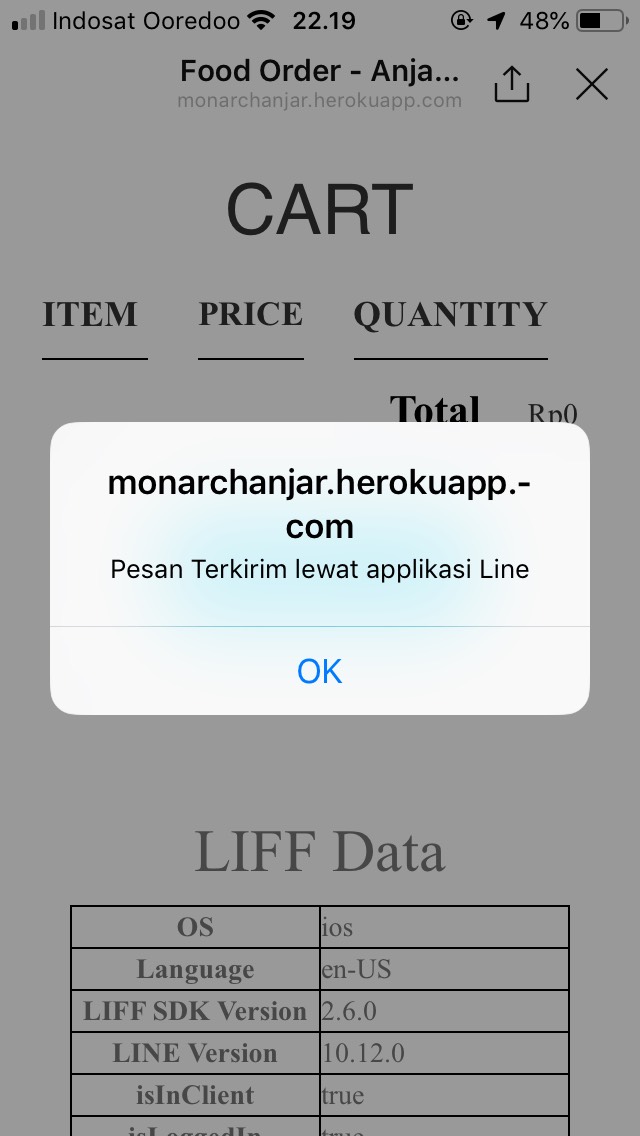 Indosat Ooredoo 22.19 48%
Food Order - Anja...
monarchanjar.herokuapp.com
CART
ITEM PRICE QUANTITY
Total Rp0
monarchanjar.herokuapp.-
com
Pesan Terkirim lewat applikasi Line
OK
LIFF Data
OS ios
Language en-US
LIFF SDK Version 2.6.0
LINE Version 10.12.0
isInClient true
isLoggedIn true